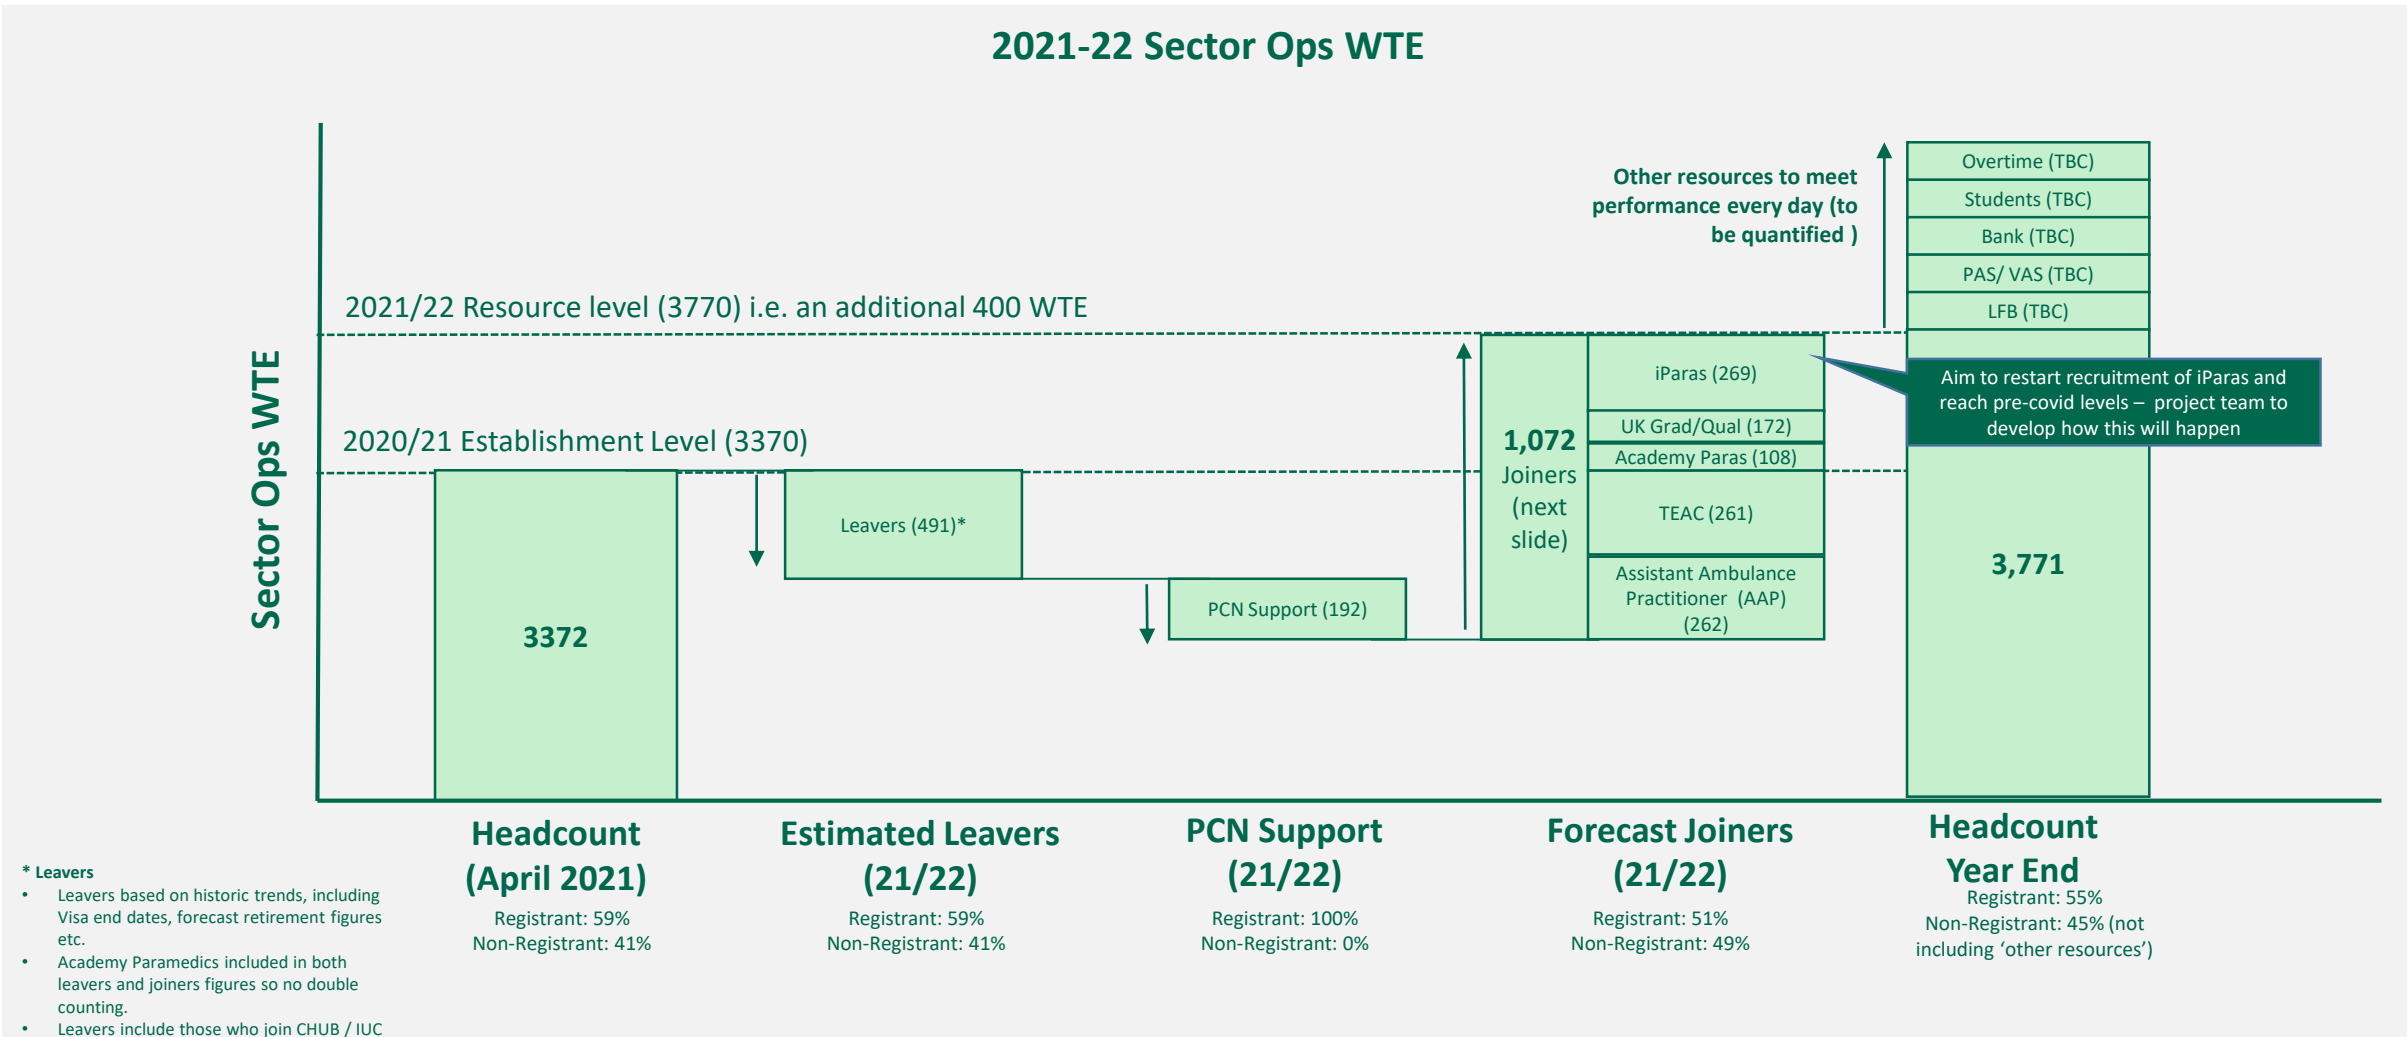 2021-22 Sector Ops WTE
Sector Ops WTE
2021/22 Resource level (3770) i.e. an additional 400 WTE
2020/21 Establishment Level (3370)
3372
Leavers (491)*
PCN Support (192)
1,072
Joiners
(next
slide)
iParas (269)
UK Grad/Qual (172)
Academy Paras (108)
TEAC (261)
Assistant Ambulance
Practitioner (AAP)
(262)
Other resources to meet
performance every day (to
be quantified )
Overtime (TBC)
Students (TBC)
Bank (TBC)
PAS/ VAS (TBC)
LFB (TBC)
Aim to restart recruitment of iParas and
reach pre-covid levels – project team to
develop how this will happen
3,771
Headcount
(April 2021)
Registrant: 59%
Non-Registrant: 41%
Estimated Leavers
(21/22)
Registrant: 59%
Non-Registrant: 41%
PCN Support
(21/22)
Registrant: 100%
Non-Registrant: 0%
Forecast Joiners
(21/22)
Registrant: 51%
Non-Registrant: 49%
Headcount
Year End
Registrant: 55%
Non-Registrant: 45% (not
including ‘other resources’)
* Leavers
• Leavers based on historic trends, including
Visa end dates, forecast retirement figures
etc.
• Academy Paramedics included in both
leavers and joiners figures so no double
counting.
• Leavers include those who join CHUB / IUC